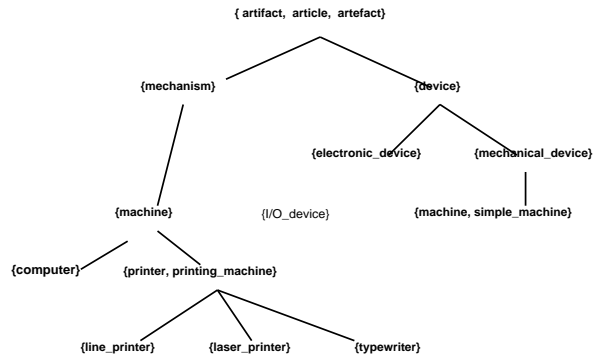 { artifact, article, artefact}
{mechanism}
{device}
{electronic_device}
{mechanical_device}
{machine}
{I/O_device}
{machine, simple_machine}
{computer}
{printer, printing_machine}
{line_printer}
{laser_printer}
{typewriter}